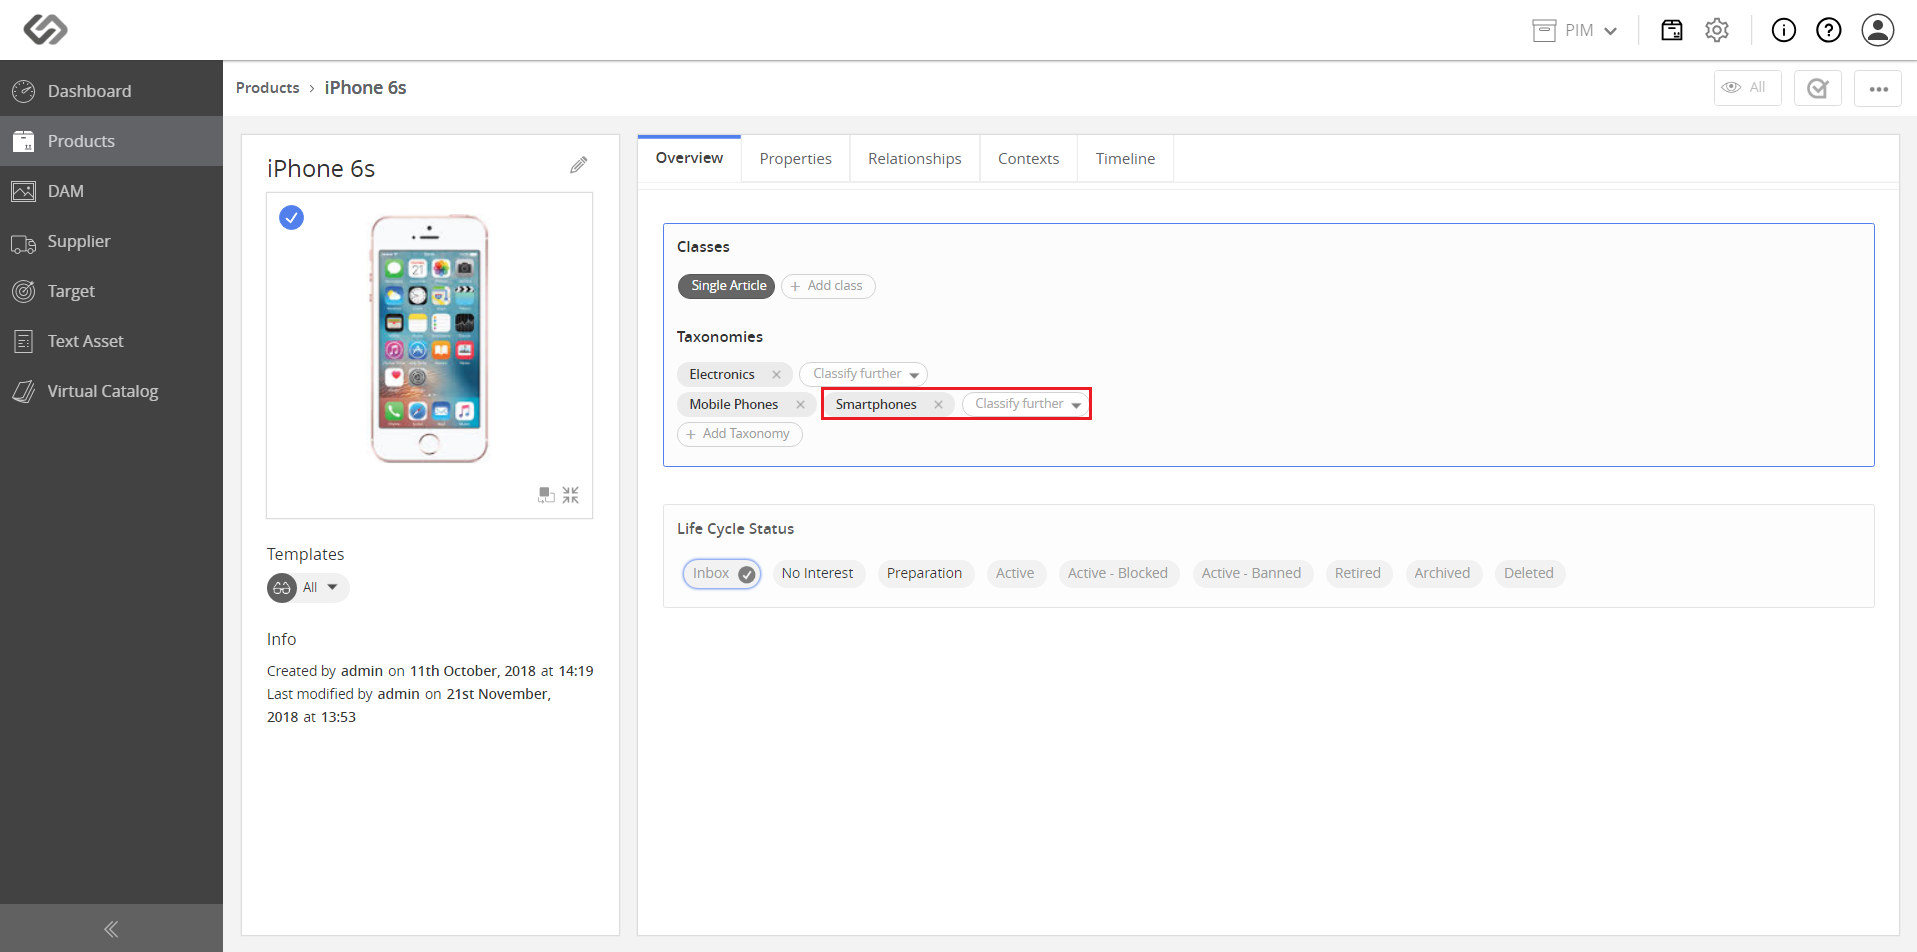 PIM
Dashboard
Products
DAM
Supplier
Target
Text Asset
Virtual Catalog
Products › iPhone 6s
All
iPhone 6s
Templates
All
Info
Created by admin on 11th October, 2018 at 14:19
Last modified by admin on 21st November,
2018 at 13:53
Overview Properties Relationships Contexts Timeline
Classes
Single Article + Add class
Taxonomies
Electronics × Classify further
Mobile Phones × Smartphones × Classify further
+ Add Taxonomy
Life Cycle Status
Inbox No Interest Preparation Active Active - Blocked Active - Banned Retired Archived Deleted